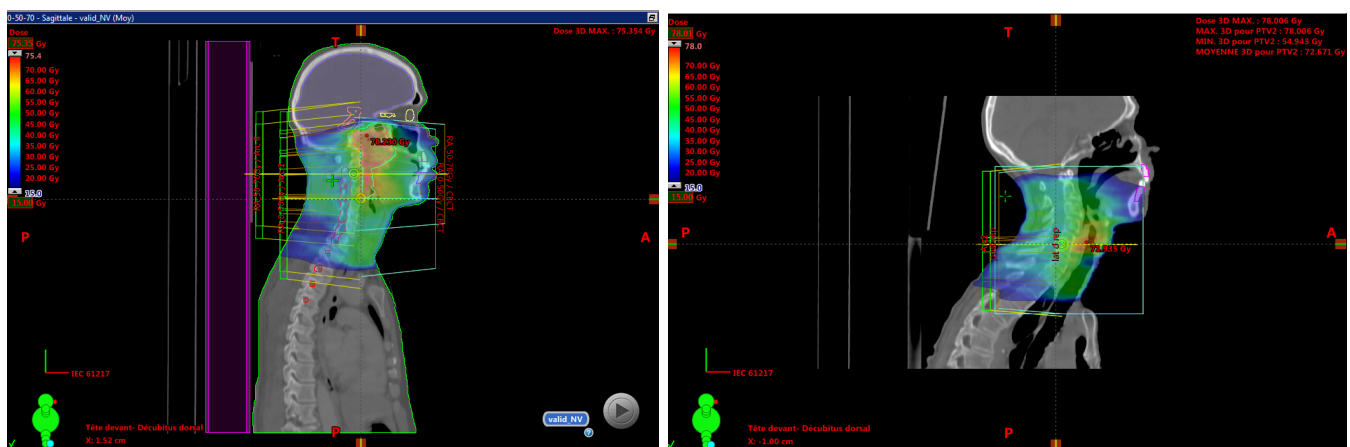 0-50-70 - Sagittale - valid_NV (Moy)
Dose
75.35 Gy
75.4
70.00 Gy
65.00 Gy
60.00 Gy
55.00 Gy
50.00 Gy
45.00 Gy
40.00 Gy
35.00 Gy
30.00 Gy
25.00 Gy
20.00 Gy
15.0
15.00 Gy
T
Dose 3D MAX. : 75.354 Gy
P
A
IEC 61217
Tête devant- Décubitus dorsal
X: 1.52 cm
P
valid_NV
?
Dose
78.01 Gy
78.0
70.00 Gy
65.00 Gy
60.00 Gy
55.00 Gy
50.00 Gy
45.00 Gy
40.00 Gy
35.00 Gy
30.00 Gy
25.00 Gy
20.00 Gy
15.0
15.00 Gy
T
Dose 3D MAX. : 78.006 Gy
MAX. 3D pour PTV2 : 78.006 Gy
MIN. 3D pour PTV2 : 54.943 Gy
MOYENNE 3D pour PTV2 : 72.671 Gy
P
A
IEC 61217
Tête devant- Décubitus dorsal
X: -1.00 cm
P